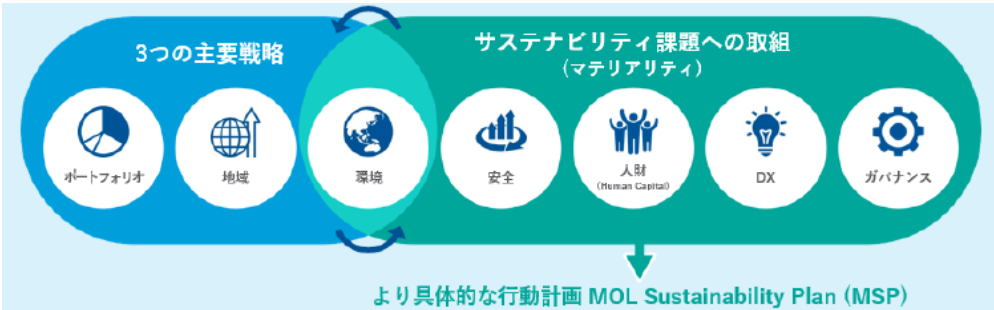 3つの主要戦略
サステナビリティ課題への取組
(マテリアリティ)
ポートフォリオ
地域
環境
安全
人財
(Human Capital)
DX
ガバナンス
より具体的な行動計画 MOL Sustainability Plan (MSP)